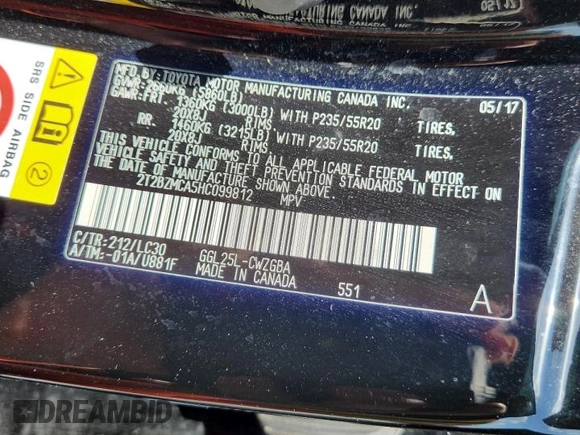 MFD.BY: TOYOTA MOTOR MANUFACTURING CANADA INC. 05/17
GVWR: 2660KG (5860LB)
GAWR:FRT. 1360KG (3000LB) WITH P235/55R20 TIRES,
20X8J RIMS
RR. 1460KG (3215LB) WITH P235/55R20 TIRES,
20X8J RIMS
THIS VEHICLE CONFORMS TO ALL APPLICABLE FEDERAL MOTOR
VEHICLE SAFETY AND THEFT PREVENTION STANDARDS IN EFFECT ON
THE DATE OF MANUFACTURE SHOWN ABOVE.
2T2BZMCA5HC099812 MPV
C/TR:212/LC30 GGL25L-CWZGBA
A/TM:-01A/U881F MADE IN CANADA 551 A
SRS SIDE AIRBAG
2
DREAMBID